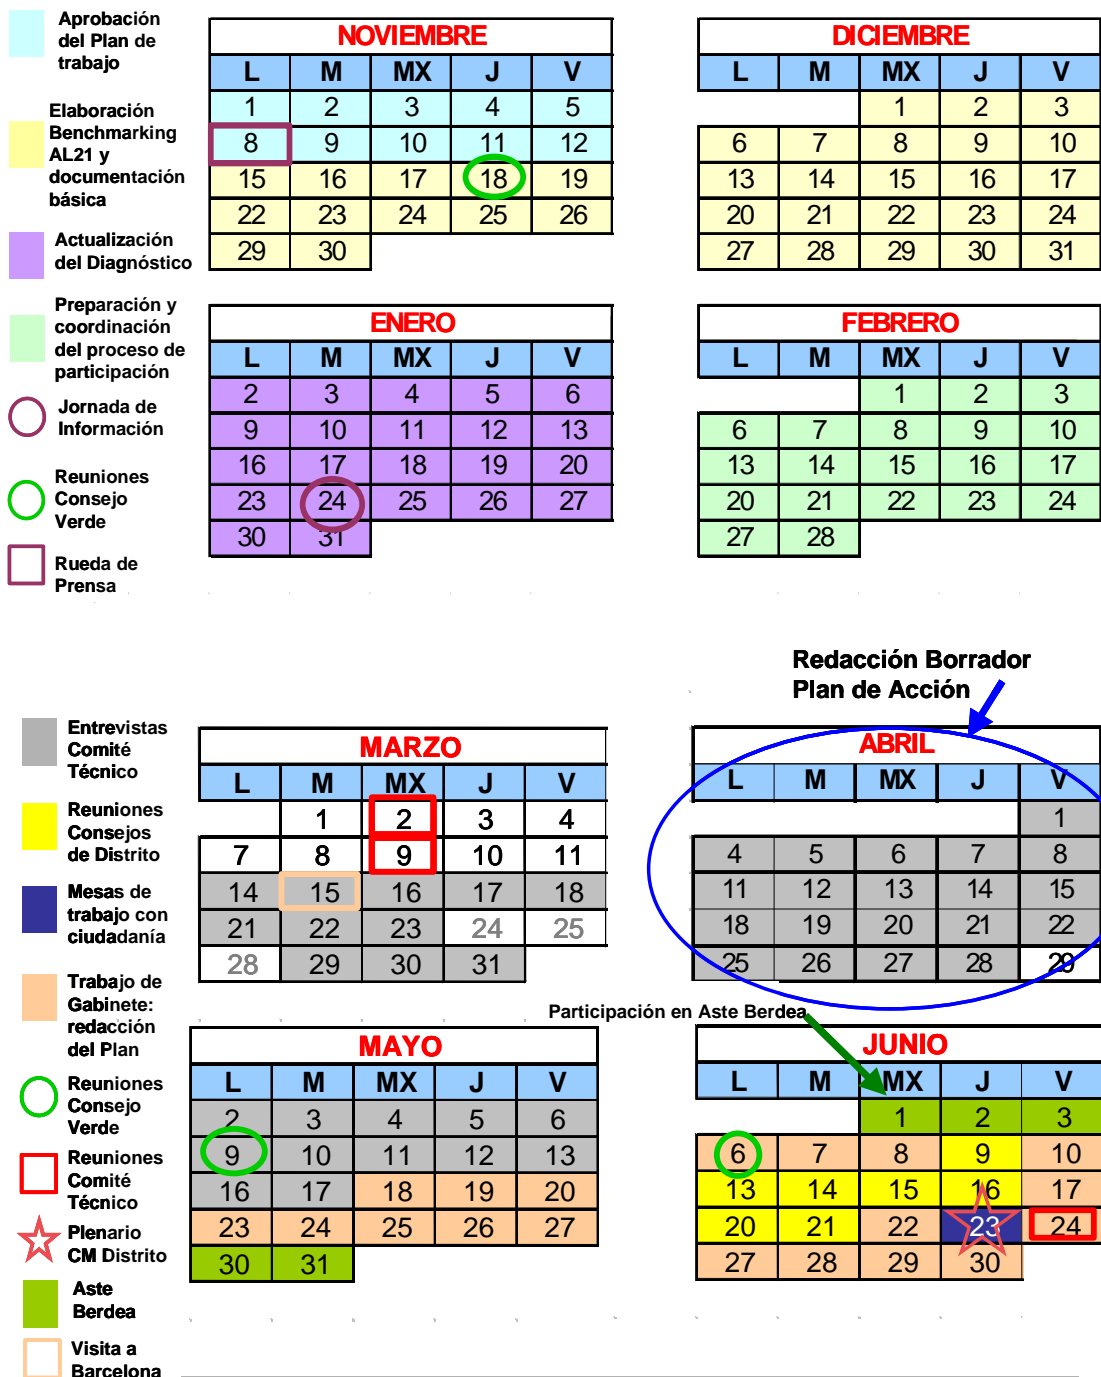 Aprobación
del Plan de
trabajo
Elaboración
Benchmarking
AL21 y
documentación
básica
Actualización
del Diagnóstico
Preparación y
coordinación
del proceso de
participación
Jornada de
Información
Reuniones
Consejo
Verde
Rueda de
Prensa
NOVIEMBRE
L M MX J V
1 2 3 4 5
8 9 10 11 12
15 16 17 18 19
22 23 24 25 26
29 30
DICIEMBRE
L M MX J V
1 2 3
6 7 8 9 10
13 14 15 16 17
20 21 22 23 24
27 28 29 30 31
ENERO
L M MX J V
2 3 4 5 6
9 10 11 12 13
16 17 18 19 20
23 24 25 26 27
30 31
FEBRERO
L M MX J V
1 2 3
6 7 8 9 10
13 14 15 16 17
20 21 22 23 24
27 28
Redacción Borrador
Plan de Acción
Entrevistas
Comité
Técnico
Reuniones
Consejos
de Distrito
Mesas de
trabajo con
ciudadanía
Trabajo de
Gabinete:
redacción
del Plan
Reuniones
Consejo
Verde
Reuniones
Comité
Técnico
Plenario
CM Distrito
Aste
Berdea
Visita a
Barcelona
MARZO
L M MX J V
1 2 3 4
7 8 9 10 11
14 15 16 17 18
21 22 23 24 25
28 29 30 31
ABRIL
L M MX J V
1
4 5 6 7 8
11 12 13 14 15
18 19 20 21 22
25 26 27 28 29
Participación en Aste Berdea
MAYO
L M MX J V
2 3 4 5 6
9 10 11 12 13
16 17 18 19 20
23 24 25 26 27
30 31
JUNIO
L M MX J V
1 2 3
6 7 8 9 10
13 14 15 16 17
20 21 22 23 24
27 28 29 30